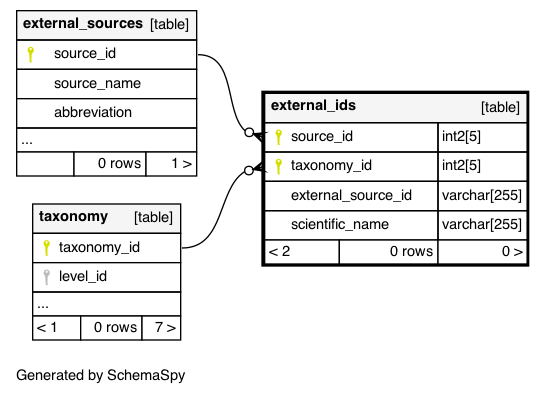 external_sources [table]
source_id
source_name
abbreviation
...
0 rows 1 >
external_ids [table]
source_id int2[5]
taxonomy_id int2[5]
external_source_id varchar[255]
scientific_name varchar[255]
< 2 0 rows 0 >
taxonomy [table]
taxonomy_id
level_id
...
< 1 0 rows 7 >
Generated by SchemaSpy